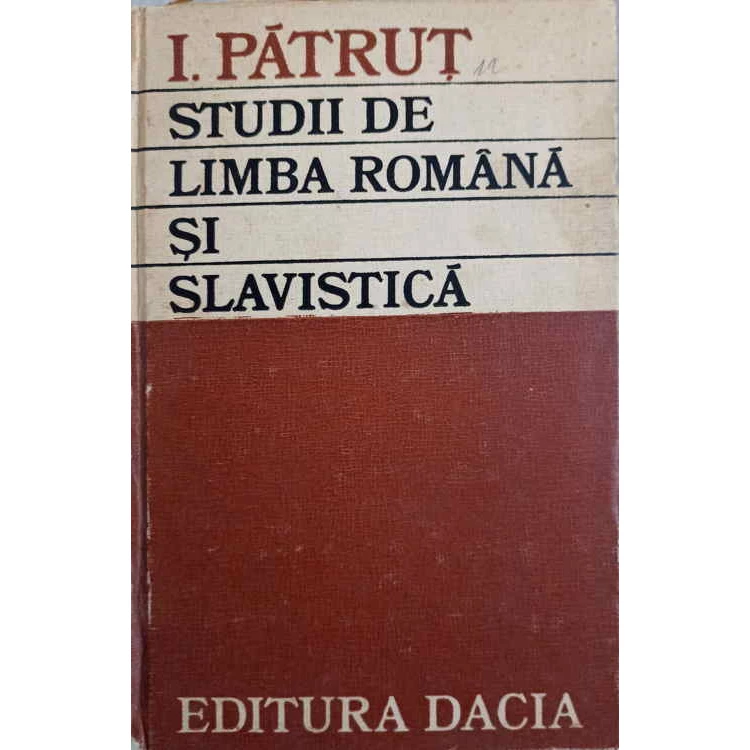 I. PĂTRUȚ
STUDII DE
LIMBA ROMÂNĂ
ȘI
SLAVISTICĂ
EDITURA DACIA